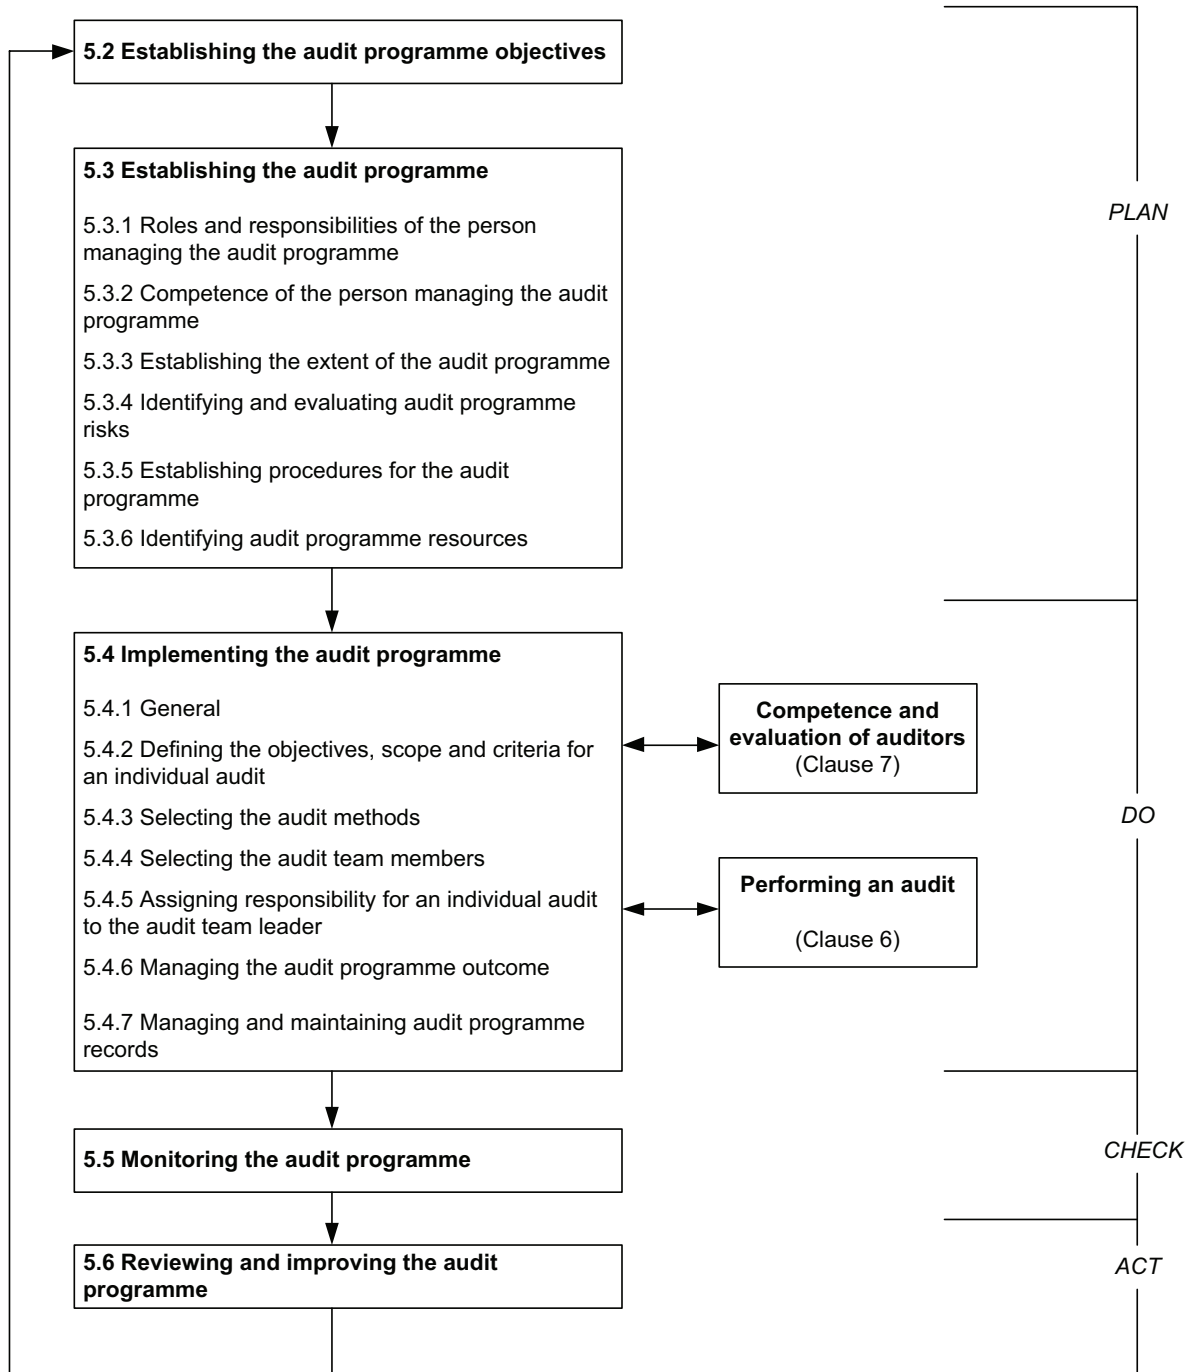 5.2 Establishing the audit programme objectives
5.3 Establishing the audit programme
5.3.1 Roles and responsibilities of the person
managing the audit programme
5.3.2 Competence of the person managing the audit
programme
5.3.3 Establishing the extent of the audit programme
5.3.4 Identifying and evaluating audit programme
risks
5.3.5 Establishing procedures for the audit
programme
5.3.6 Identifying audit programme resources
PLAN
5.4 Implementing the audit programme
5.4.1 General
5.4.2 Defining the objectives, scope and criteria for
an individual audit
5.4.3 Selecting the audit methods
5.4.4 Selecting the audit team members
5.4.5 Assigning responsibility for an individual audit
to the audit team leader
5.4.6 Managing the audit programme outcome
5.4.7 Managing and maintaining audit programme
records
Competence and
evaluation of auditors
(Clause 7)
Performing an audit
(Clause 6)
DO
5.5 Monitoring the audit programme
CHECK
5.6 Reviewing and improving the audit
programme
ACT